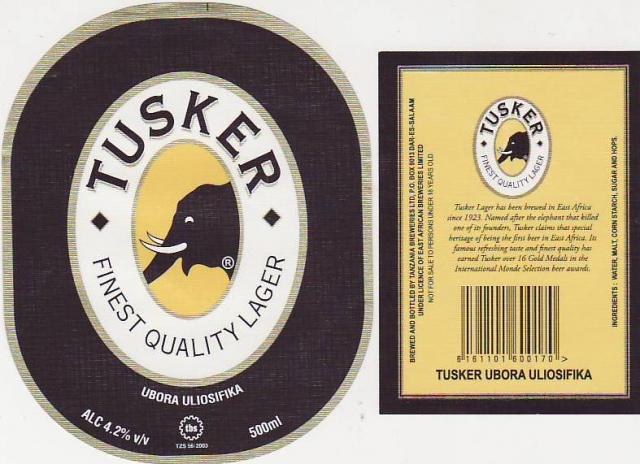 TUSKER
®
FINEST QUALITY LAGER
UBORA ULIOSIFIKA
ALC 4.2% v/v
tbs
500ml
TZS 56:2003
BREWED AND BOTTLED BY TANZANIA BREWERIES LTD, P.O. BOX 9013 DAR-ES-SALAAM
UNDER LICENCE OF EAST AFRICAN BREWERIES LIMITED
NOT FOR SALE TO PERSONS UNDER 18 YEARS OLD
TUSKER
FINEST QUALITY LAGER
Tusker Lager has been brewed in East Africa
since 1923. Named after the elephant that killed
one of its founders, Tusker claims that special
heritage of being the first beer in East Africa. Its
famous refreshing taste and finest quality has
earned Tusker over 16 Gold Medals in the
International Monde Selection beer awards.
6 161101 600170 >
TUSKER UBORA ULIOSIFIKA
INGREDIENTS : WATER, MALT, CORN STARCH, SUGAR AND HOPS.